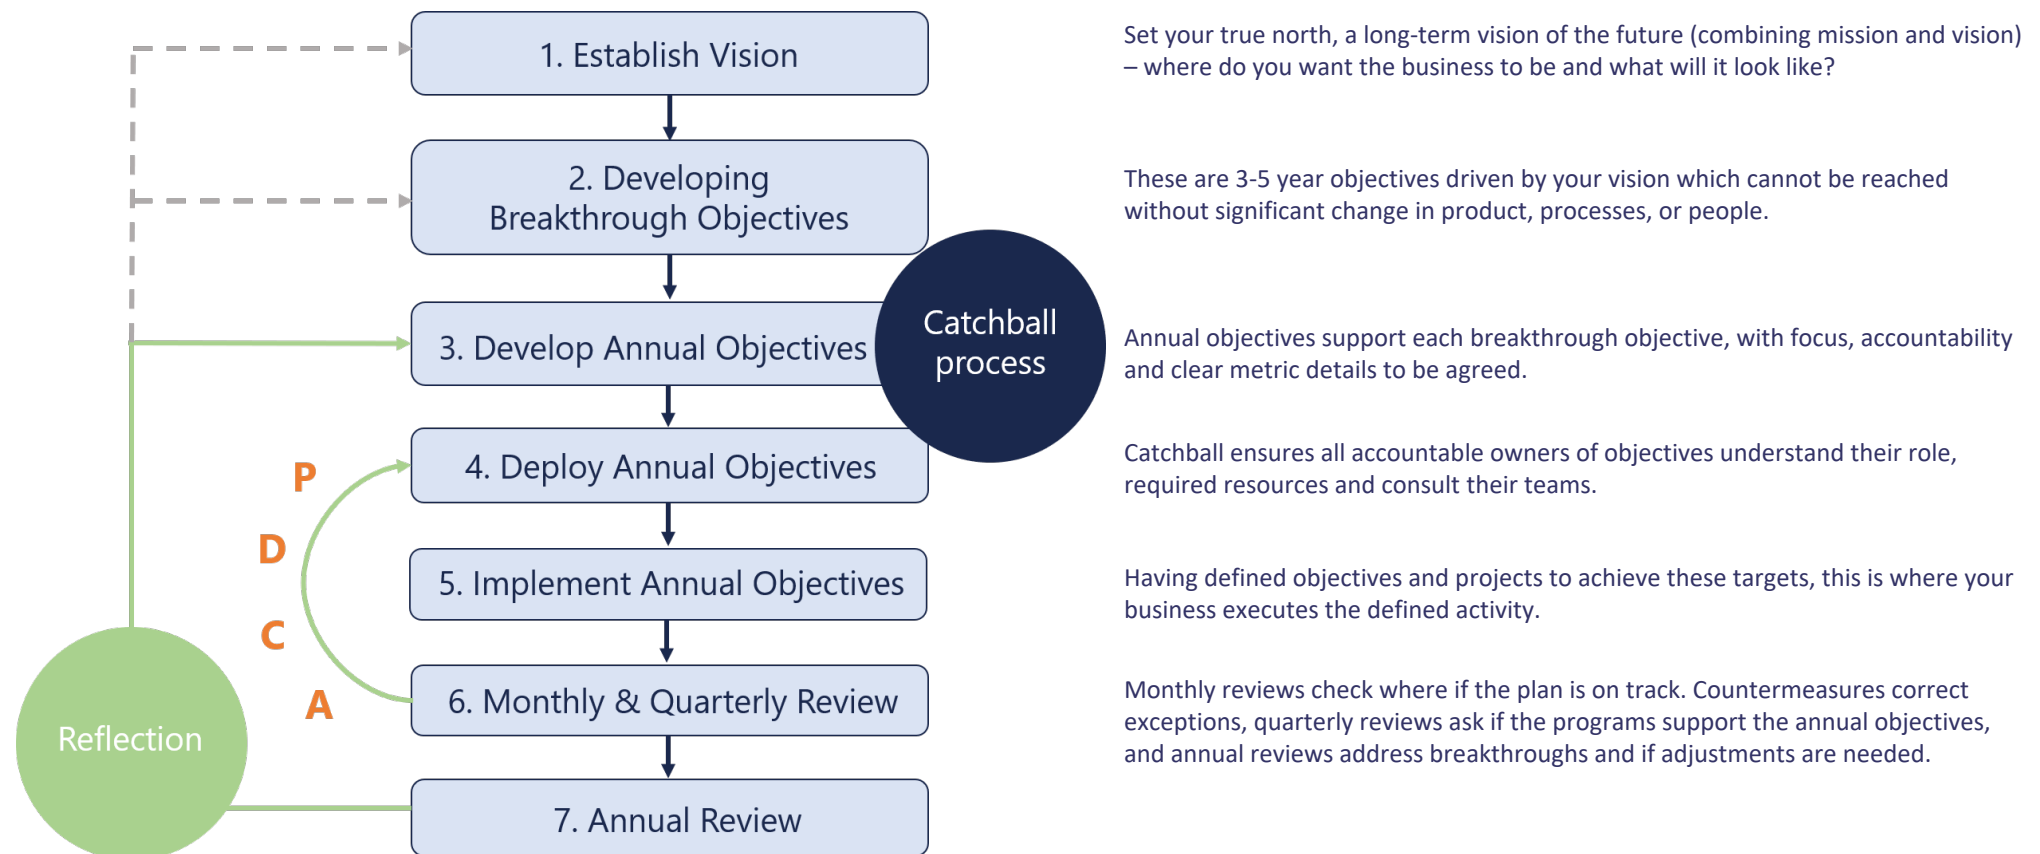 1. Establish Vision
Set your true north, a long-term vision of the future (combining mission and vision)
– where do you want the business to be and what will it look like?
2. Developing
Breakthrough Objectives
These are 3-5 year objectives driven by your vision which cannot be reached
without significant change in product, processes, or people.
3. Develop Annual Objectives
Catchball
process
Annual objectives support each breakthrough objective, with focus, accountability
and clear metric details to be agreed.
4. Deploy Annual Objectives
Catchball ensures all accountable owners of objectives understand their role,
required resources and consult their teams.
P
D
C
A
5. Implement Annual Objectives
Having defined objectives and projects to achieve these targets, this is where your
business executes the defined activity.
6. Monthly & Quarterly Review
Monthly reviews check where if the plan is on track. Countermeasures correct
exceptions, quarterly reviews ask if the programs support the annual objectives,
and annual reviews address breakthroughs and if adjustments are needed.
Reflection
7. Annual Review